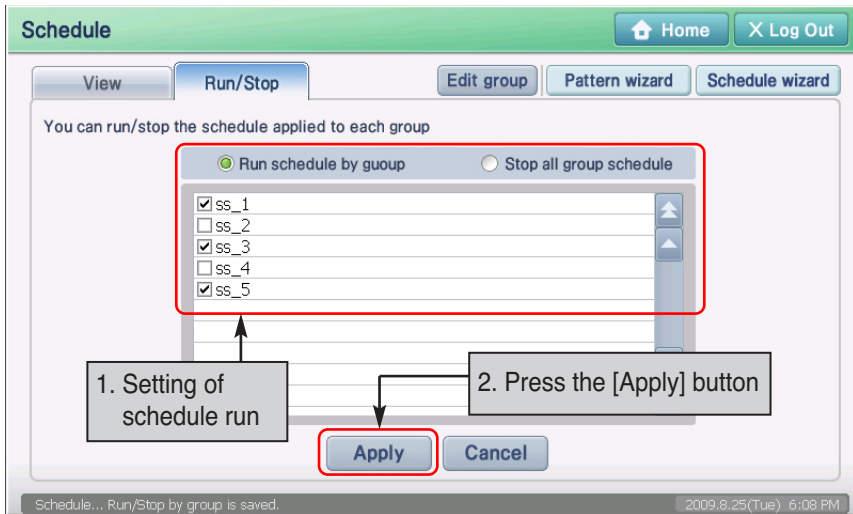 Schedule
Home
X Log Out
View
Run/Stop
Edit group
Pattern wizard
Schedule wizard
You can run/stop the schedule applied to each group
Run schedule by guoup
Stop all group schedule
ss_1
ss_2
ss_3
ss_4
ss_5
1. Setting of
schedule run
2. Press the [Apply] button
Apply
Cancel
Schedule... Run/Stop by group is saved.
2009.8.25(Tue) 6:08 PM